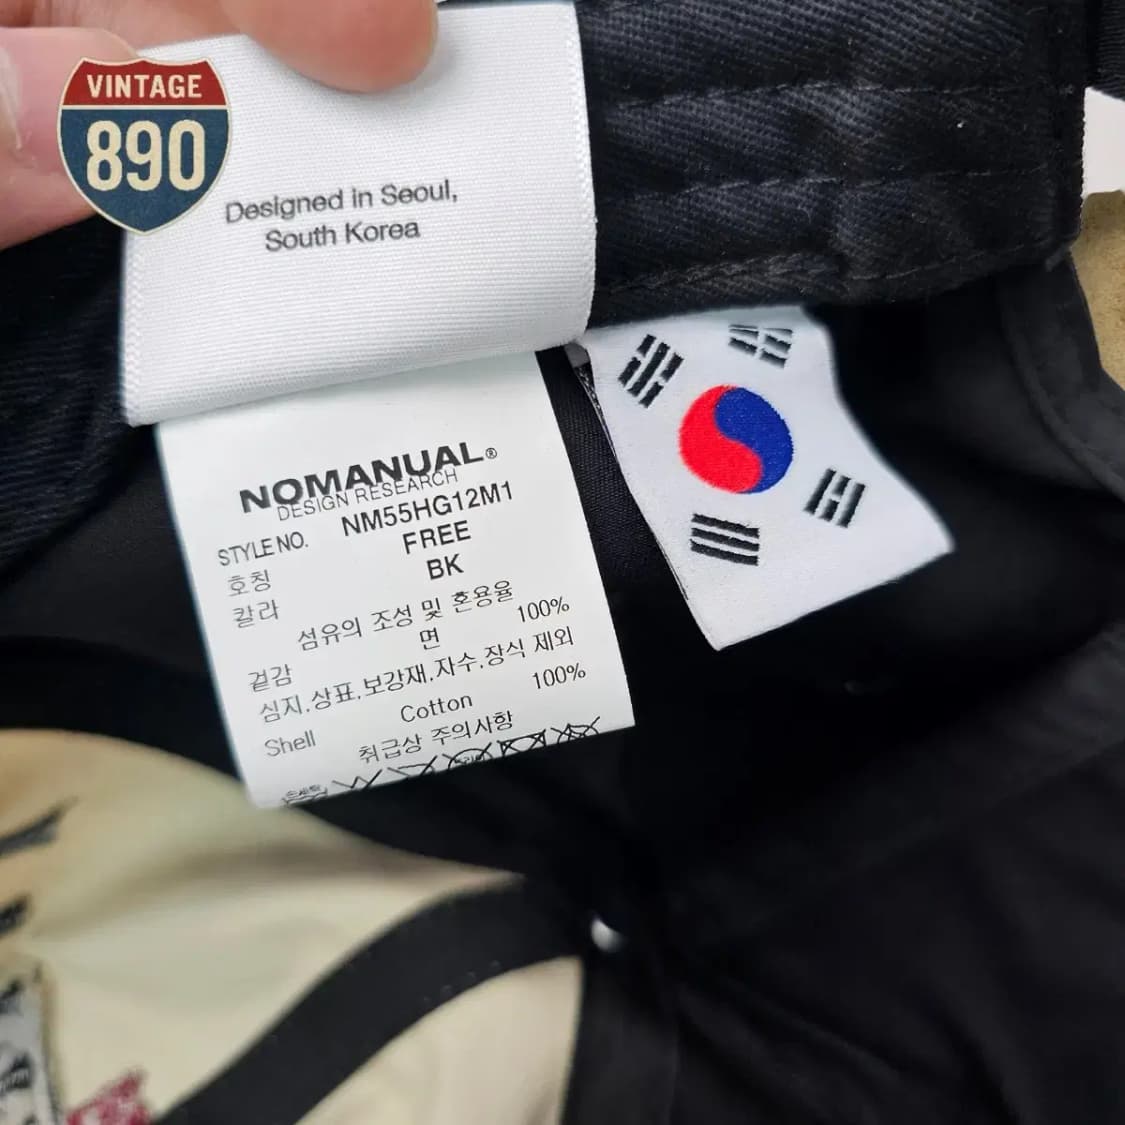 VINTAGE
890
Designed in Seoul,
South Korea
NOMANUAL®
DESIGN RESEARCH
STYLE NO. NM55HG12M1
호칭 FREE
칼라 BK
섬유의 조성 및 혼용율
겉감 면 100%
심지.상표.보강재.자수.장식 제외
Shell Cotton 100%
취급상 주의사항